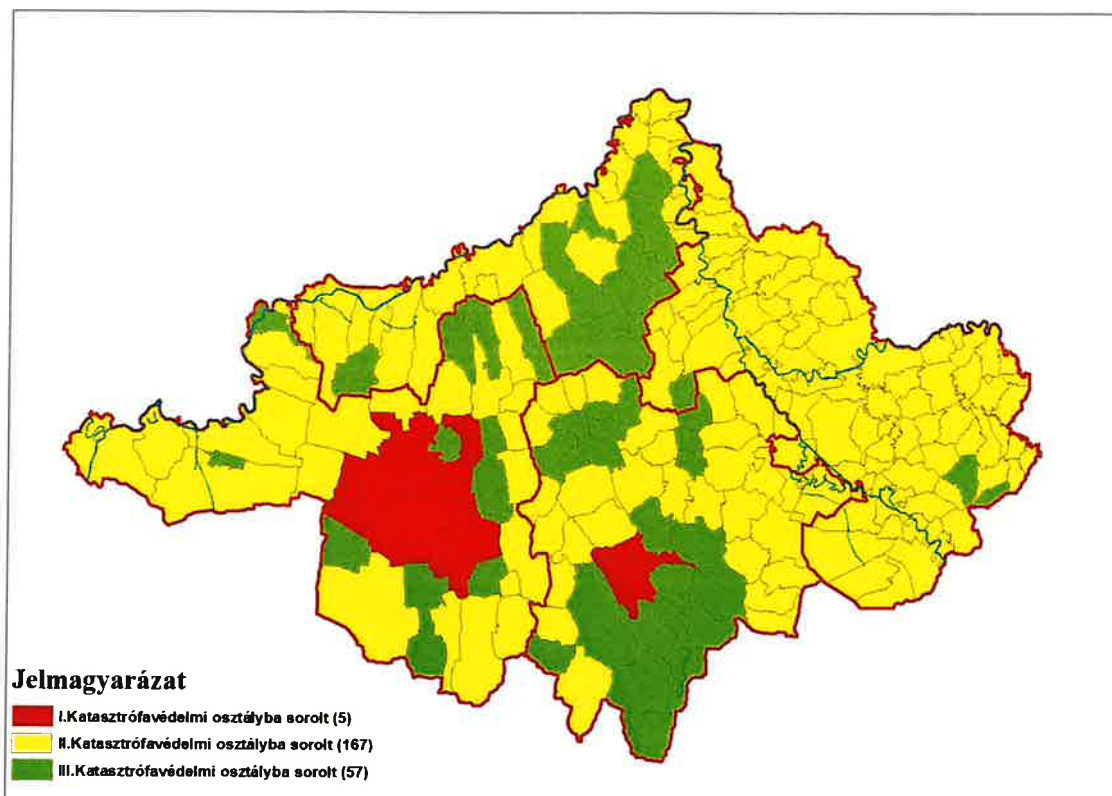 Jelmagyarázat
I.Katasztrófavédelmi osztályba sorolt (5)
II.Katasztrófavédelmi osztályba sorolt (167)
III.Katasztrófavédelmi osztályba sorolt (57)